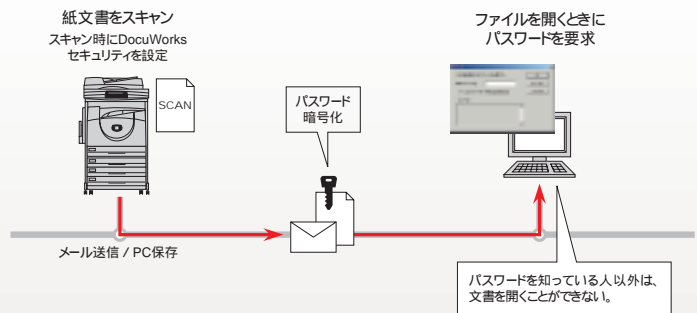 紙文書をスキャン
スキャン時にDocuWorks
セキュリティを設定
SCAN
パスワード
暗号化
メール送信 / PC保存
ファイルを開くときに
パスワードを要求
パスワードを知っている人以外は、
文書を開くことができない。